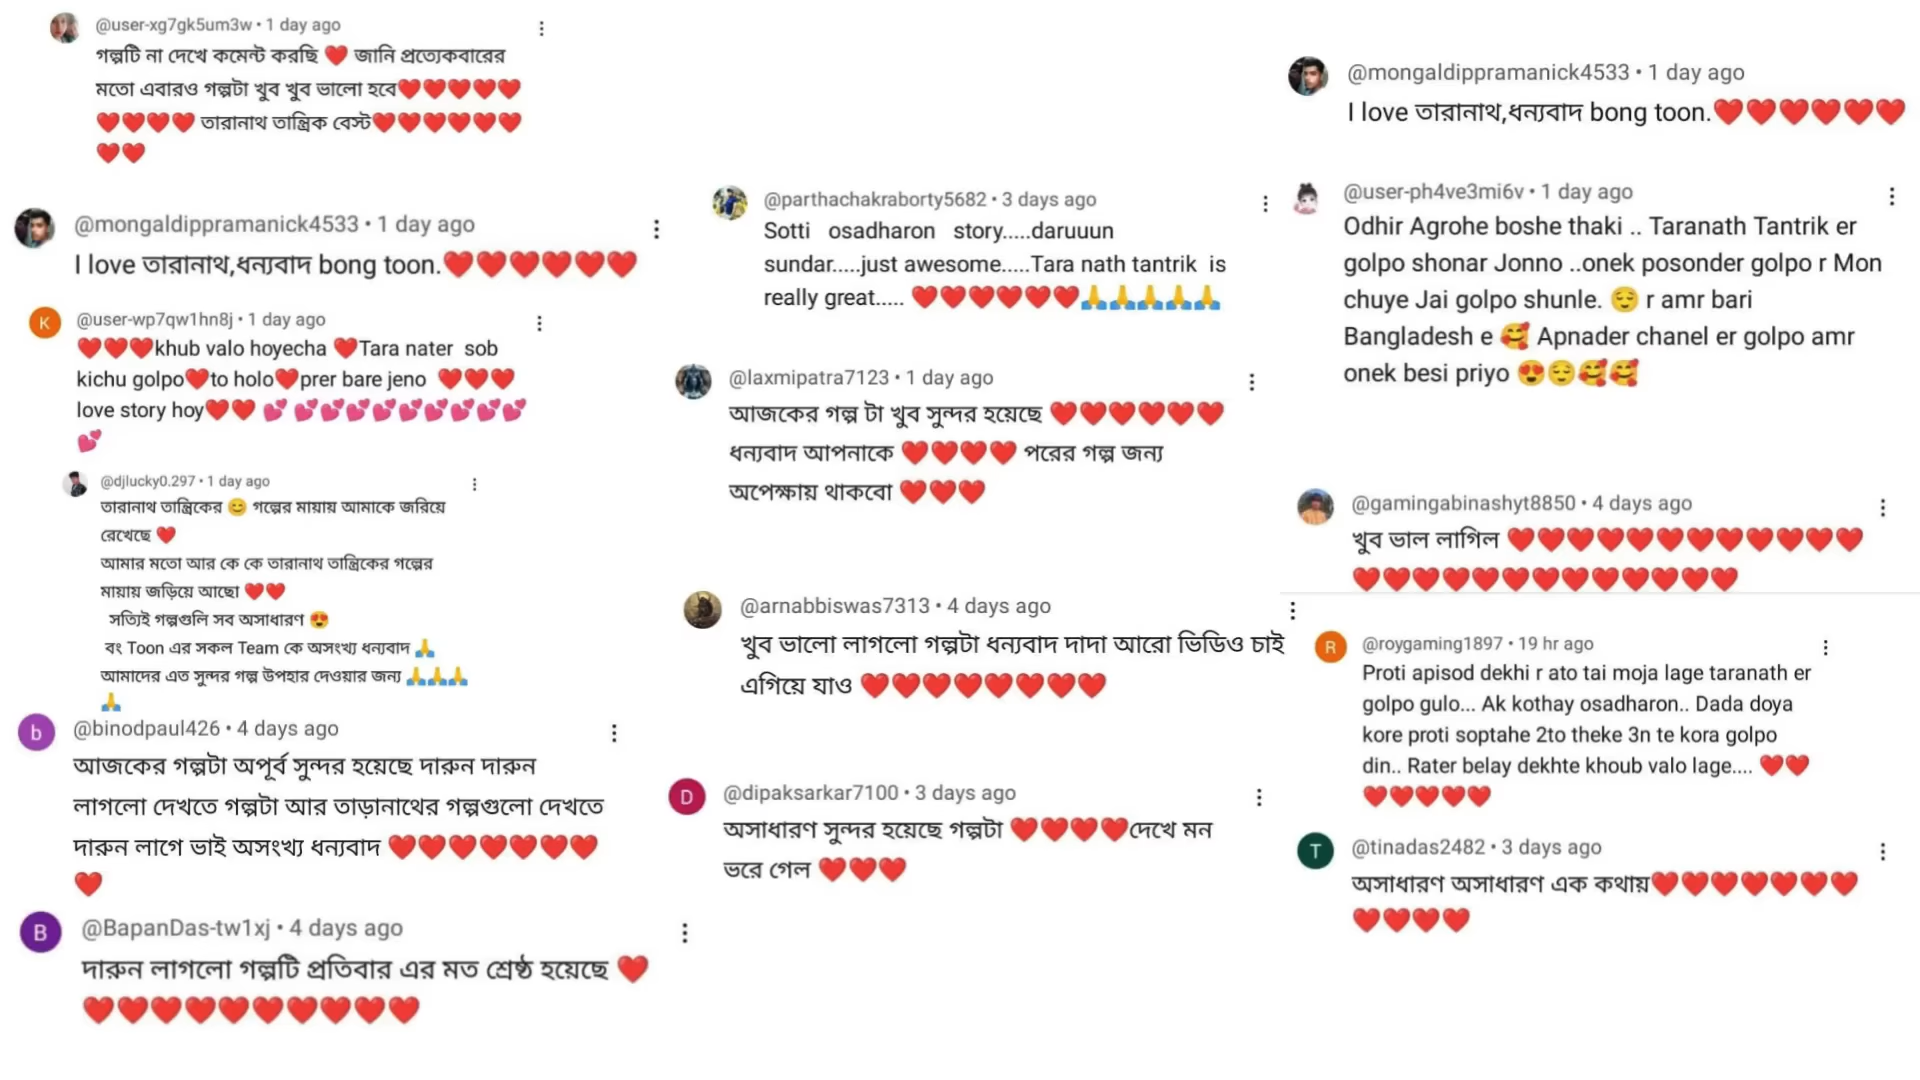 @user-xg7gk5um3w • 1 day ago
গল্পটি না দেখে কমেন্ট করছি ❤️ জানি প্রত্যেকবারের
মতো এবারও গল্পটা খুব খুব ভালো হবে❤️❤️❤️❤️❤️
❤️❤️❤️❤️ তারানাথ তান্ত্রিক বেস্ট❤️❤️❤️❤️❤️❤️
❤️❤️
@mongaldippramanick4533 • 1 day ago
I love তারানাথ,ধন্যবাদ bong toon.❤️❤️❤️❤️❤️❤️
K
@user-wp7qw1hn8j • 1 day ago
❤️❤️❤️khub valo hoyecha ❤️Tara nater sob
kichu golpo❤️to holo❤️prer bare jeno ❤️❤️❤️
love story hoy❤️❤️ 💕 💕💕💕💕💕💕💕💕💕
💕
@djlucky0.297 • 1 day ago
তারানাথ তান্ত্রিকের 😊 গল্পের মায়ায় আমাকে জরিয়ে
রেখেছে ❤️
আমার মতো আর কে কে তারানাথ তান্ত্রিকের গল্পের
মায়ায় জড়িয়ে আছো ❤️❤️
সত্যিই গল্পগুলি সব অসাধারণ 😍
বং Toon এর সকল Team কে অসংখ্য ধন্যবাদ 🙏
আমাদের এত সুন্দর গল্প উপহার দেওয়ার জন্য 🙏🙏🙏
🙏
b
@binodpaul426 • 4 days ago
আজকের গল্পটা অপূর্ব সুন্দর হয়েছে দারুন দারুন
লাগলো দেখতে গল্পটা আর তাড়ানাথের গল্পগুলো দেখতে
দারুন লাগে ভাই অসংখ্য ধন্যবাদ ❤️❤️❤️❤️❤️❤️❤️
❤️
B
@BapanDas-tw1xj • 4 days ago
দারুন লাগলো গল্পটি প্রতিবার এর মত শ্রেষ্ঠ হয়েছে ❤️
❤️❤️❤️❤️❤️❤️❤️❤️❤️❤️
@parthachakraborty5682 • 3 days ago
Sotti osadharon story.....daruuun
sundar.....just awesome.....Tara nath tantrik is
really great..... ❤️❤️❤️❤️❤️❤️🙏🙏🙏🙏🙏
@laxmipatra7123 • 1 day ago
আজকের গল্প টা খুব সুন্দর হয়েছে ❤️❤️❤️❤️❤️❤️
ধন্যবাদ আপনাকে ❤️❤️❤️❤️ পরের গল্প জন্য
অপেক্ষায় থাকবো ❤️❤️❤️
@arnabbiswas7313 • 4 days ago
খুব ভালো লাগলো গল্পটা ধন্যবাদ দাদা আরো ভিডিও চাই
এগিয়ে যাও ❤️❤️❤️❤️❤️❤️❤️❤️
D
@dipaksarkar7100 • 3 days ago
অসাধারণ সুন্দর হয়েছে গল্পটা ❤️❤️❤️❤️দেখে মন
ভরে গেল ❤️❤️❤️
@mongaldippramanick4533 • 1 day ago
I love তারানাথ,ধন্যবাদ bong toon.❤️❤️❤️❤️❤️❤️
@user-ph4ve3mi6v • 1 day ago
Odhir Agrohe boshe thaki .. Taranath Tantrik er
golpo shonar Jonno ..onek posonder golpo r Mon
chuye Jai golpo shunle. 😌 r amr bari
Bangladesh e 🥰 Apnader chanel er golpo amr
onek besi priyo 😍😌🥰🥰
@gamingabinashyt8850 • 4 days ago
খুব ভাল লাগিল ❤️❤️❤️❤️❤️❤️❤️❤️❤️❤️❤️❤️
❤️❤️❤️❤️❤️❤️❤️❤️❤️❤️❤️❤️❤️
R
@roygaming1897 • 19 hr ago
Proti apisod dekhi r ato tai moja lage taranath er
golpo gulo... Ak kothay osadharon.. Dada doya
kore proti soptahe 2to theke 3n te kora golpo
din.. Rater belay dekhte khoub valo lage.... ❤️❤️
❤️❤️❤️❤️❤️
T
@tinadas2482 • 3 days ago
অসাধারণ অসাধারণ এক কথায়❤️❤️❤️❤️❤️❤️❤️
❤️❤️❤️❤️